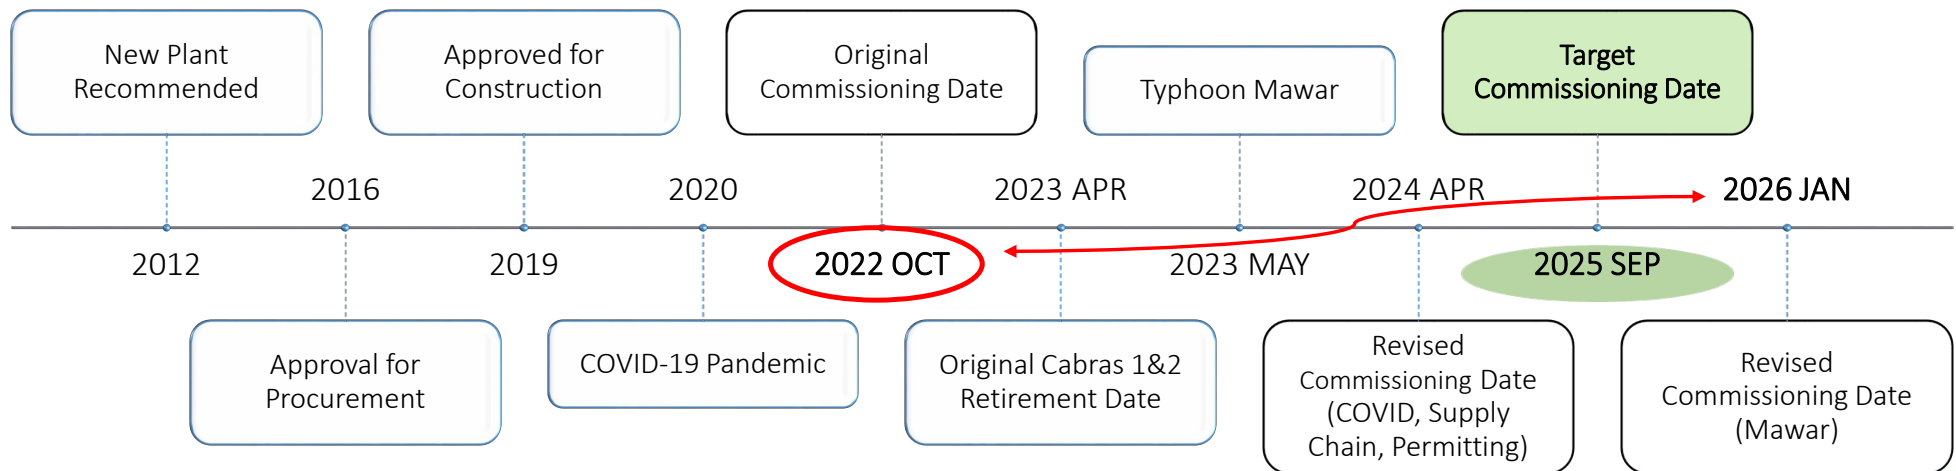 New Plant
Recommended
Approved for
Construction
Original
Commissioning Date
Typhoon Mawar
Target
Commissioning Date
2016
2020
2023 APR
2024 APR
2026 JAN
2012
2019
2022 OCT
2023 MAY
2025 SEP
Approval for
Procurement
COVID-19 Pandemic
Original Cabras 1&2
Retirement Date
Revised
Commissioning Date
(COVID, Supply
Chain, Permitting)
Revised
Commissioning Date
(Mawar)